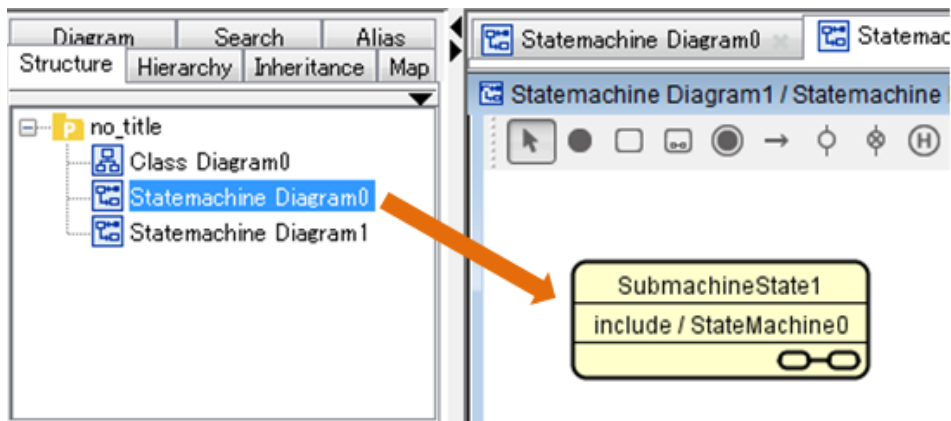 Diagram Search Alias
Structure Hierarchy Inheritance Map
P no_title
Class Diagram0
Statemachine Diagram0
Statemachine Diagram1
Statemachine Diagram0 Statemac
Statemachine Diagram1 / Statemachine
H
SubmachineState1
include / StateMachine0